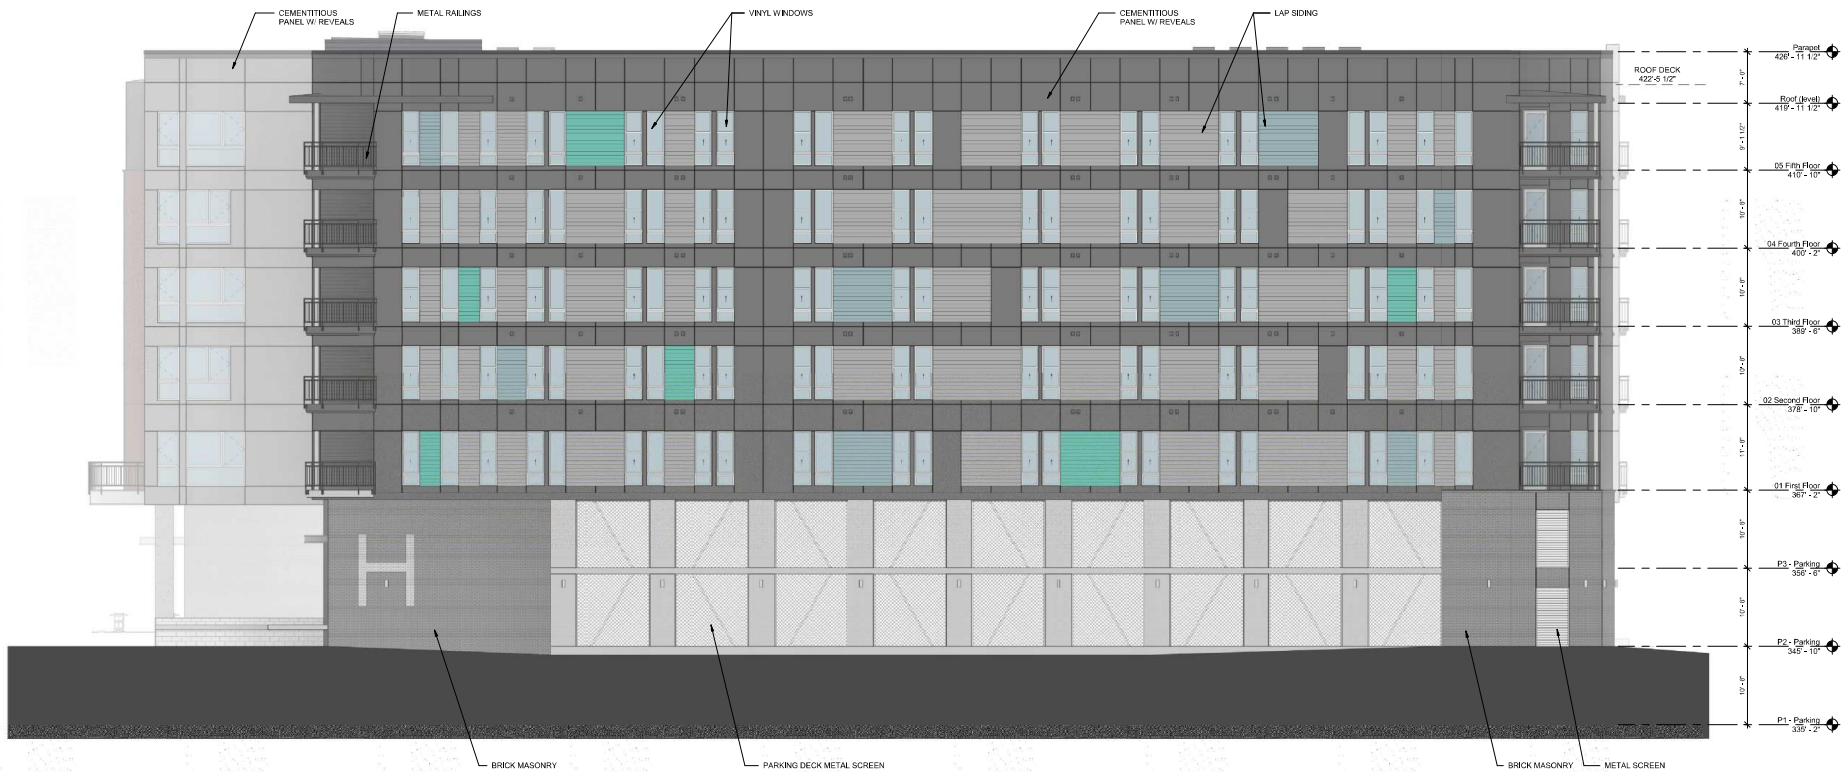 CEMENTITIOUS
PANEL W/ REVEALS
METAL RAILINGS
VINYL WINDOWS
CEMENTITIOUS
PANEL W/ REVEALS
LAP SIDING
Parapet
426' - 11 1/2"
7' - 0"
ROOF DECK
422'-5 1/2"
Roof (level)
419' - 11 1/2"
9' - 1 1/2"
05 Fifth Floor
410' - 10"
10' - 8"
04 Fourth Floor
400' - 2"
10' - 8"
03 Third Floor
389' - 6"
10' - 8"
02 Second Floor
378' - 10"
11' - 8"
01 First Floor
367' - 2"
10' - 8"
H
P3 - Parking
356' - 6"
10' - 8"
P2 - Parking
345' - 10"
10' - 8"
P1 - Parking
335' - 2"
BRICK MASONRY
PARKING DECK METAL SCREEN
BRICK MASONRY
METAL SCREEN